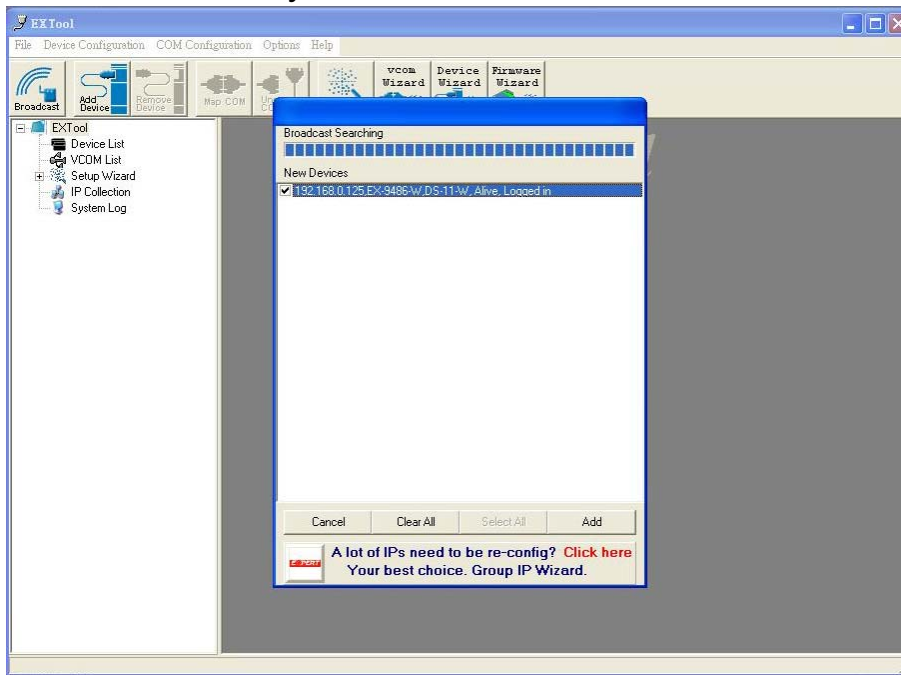 EXTool
File Device Configuration COM Configuration Options Help
Broadcast
Add Device
Remove Device
Map COM
VCOM Wizard
Device Wizard
Firmware Wizard
EXTool
Device List
VCOM List
Setup Wizard
IP Collection
System Log
Broadcast Searching
New Devices
192.168.0.125,EX-9486-W,DS-11-W, Alive, Logged in
Cancel Clear All Select All Add
A lot of IPs need to be re-config? Click here
Your best choice. Group IP Wizard.